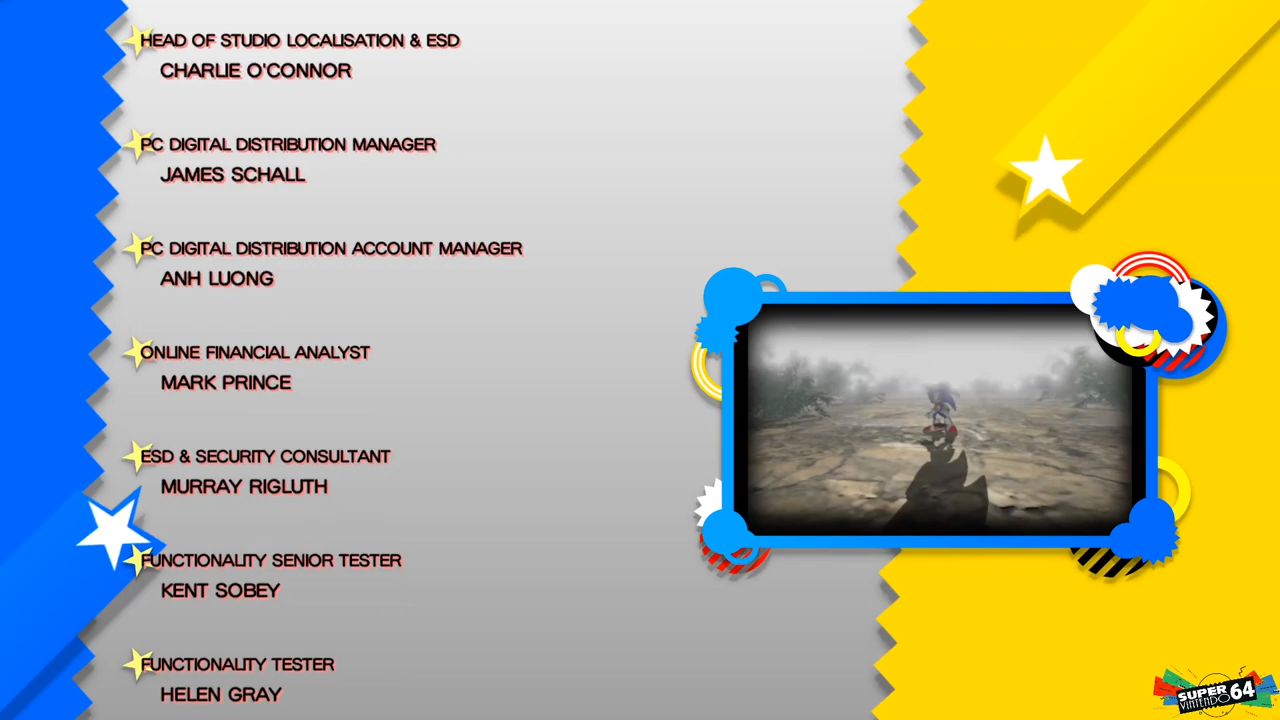 HEAD OF STUDIO LOCALISATION & ESD
CHARLIE O'CONNOR
PC DIGITAL DISTRIBUTION MANAGER
JAMES SCHALL
PC DIGITAL DISTRIBUTION ACCOUNT MANAGER
ANH LUONG
ONLINE FINANCIAL ANALYST
MARK PRINCE
ESD & SECURITY CONSULTANT
MURRAY RIGLUTH
FUNCTIONALITY SENIOR TESTER
KENT SOBEY
FUNCTIONALITY TESTER
HELEN GRAY
SUPER
VINTENDO 64